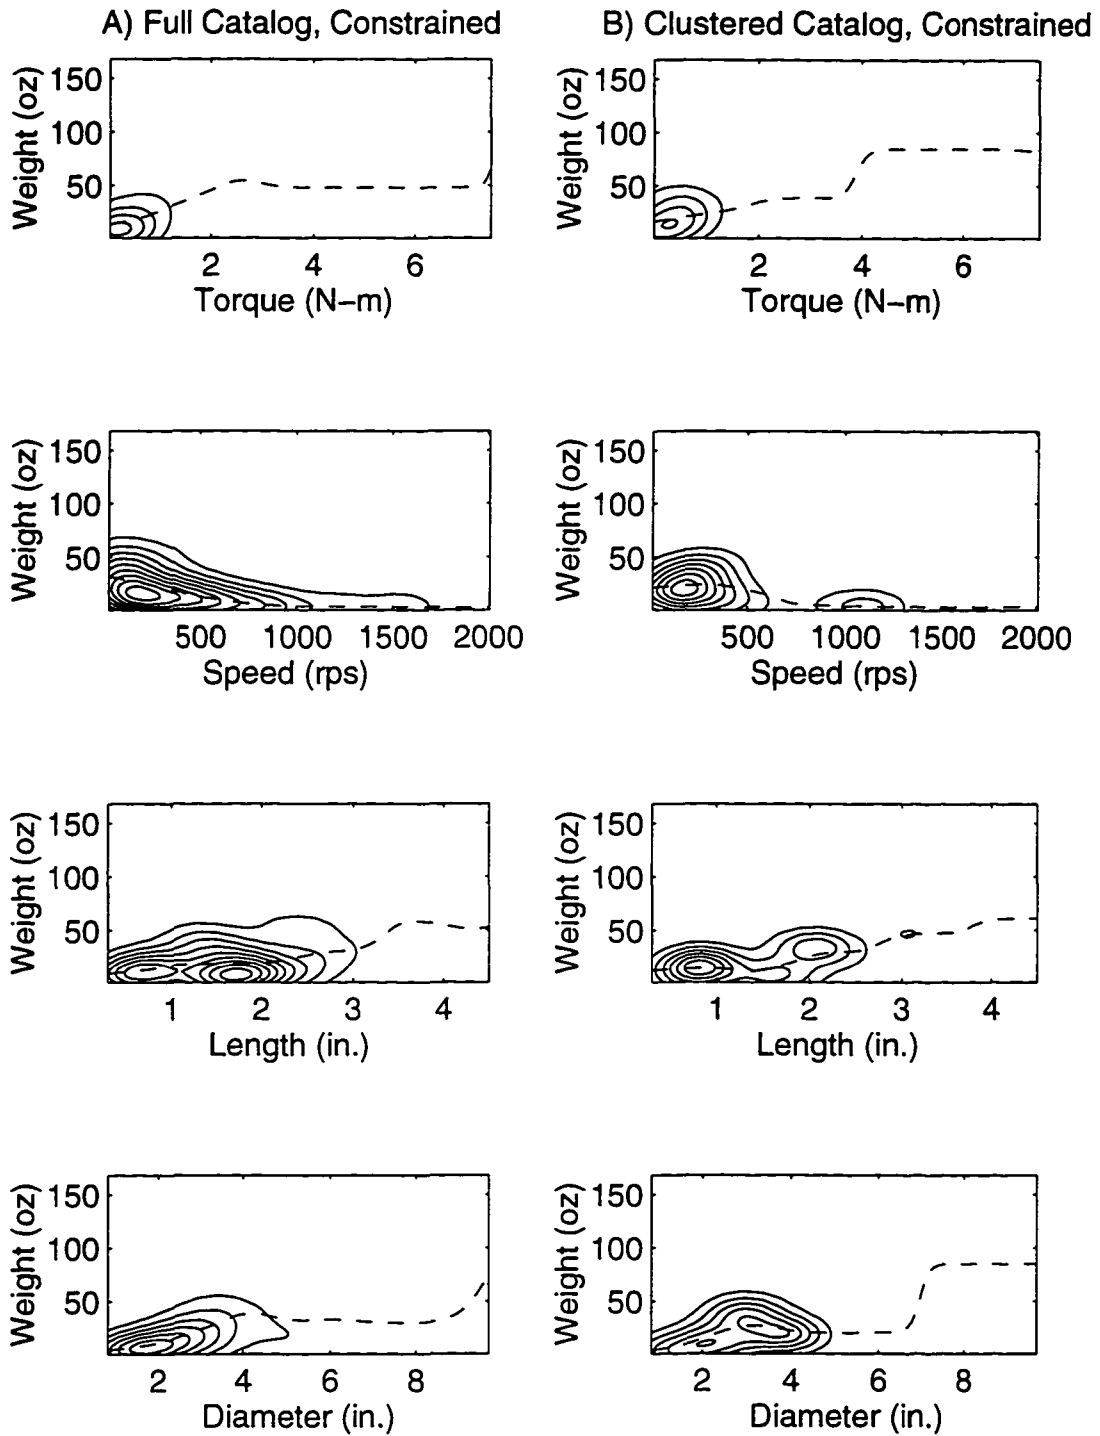 A) Full Catalog, Constrained
B) Clustered Catalog, Constrained
Weight (oz)
150
100
50
2 4 6
Torque (N-m)
Weight (oz)
150
100
50
2 4 6
Torque (N-m)
Weight (oz)
150
100
50
500 1000 1500 2000
Speed (rps)
Weight (oz)
150
100
50
500 1000 1500 2000
Speed (rps)
Weight (oz)
150
100
50
1 2 3 4
Length (in.)
Weight (oz)
150
100
50
1 2 3 4
Length (in.)
Weight (oz)
150
100
50
2 4 6 8
Diameter (in.)
Weight (oz)
150
100
50
2 4 6 8
Diameter (in.)